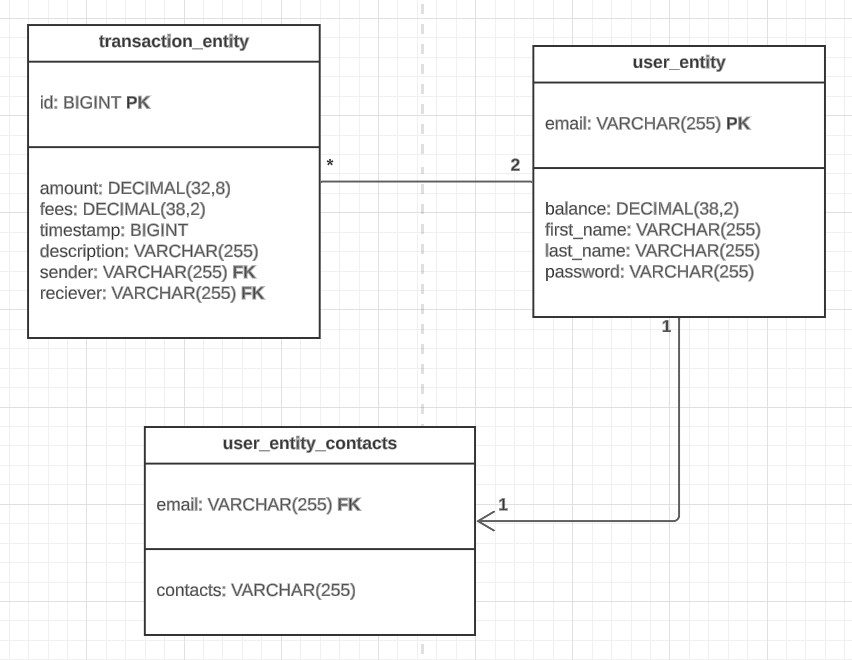 transaction_entity
id: BIGINT PK
amount: DECIMAL(32,8)
fees: DECIMAL(38,2)
timestamp: BIGINT
description: VARCHAR(255)
sender: VARCHAR(255) FK
reciever: VARCHAR(255) FK
*
2
user_entity
email: VARCHAR(255) PK
balance: DECIMAL(38,2)
first_name: VARCHAR(255)
last_name: VARCHAR(255)
password: VARCHAR(255)
1
user_entity_contacts
email: VARCHAR(255) FK
contacts: VARCHAR(255)
1